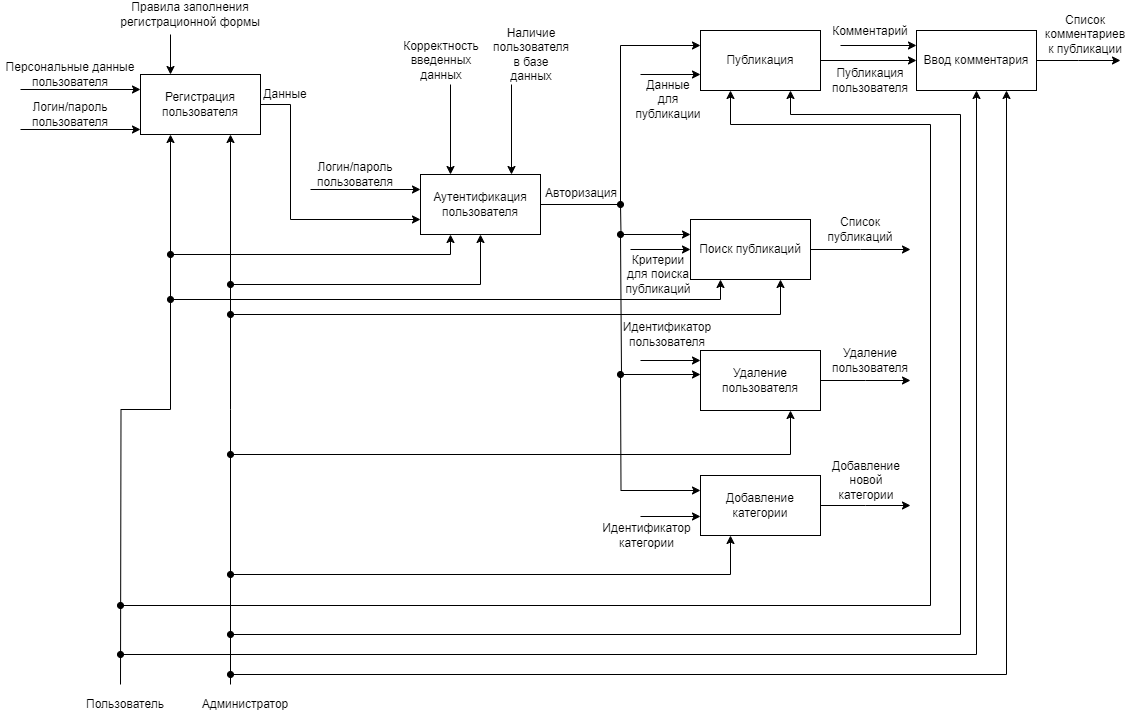 Правила заполнения
регистрационной формы
Персональные данные
пользователя
Логин/пароль
пользователя
Регистрация
пользователя
Данные
Корректность
введенных
данных
Наличие
пользователя
в базе
данных
Логин/пароль
пользователя
Аутентификация
пользователя
Авторизация
Данные
для
публикации
Публикация
Комментарий
Публикация
пользователя
Ввод комментария
Список
комментариев
к публикации
Критерии
для поиска
публикаций
Поиск публикаций
Список
публикаций
Идентификатор
пользователя
Удаление
пользователя
Удаление
пользователя
Идентификатор
категории
Добавление
категории
Добавление
новой
категории
Пользователь
Администратор